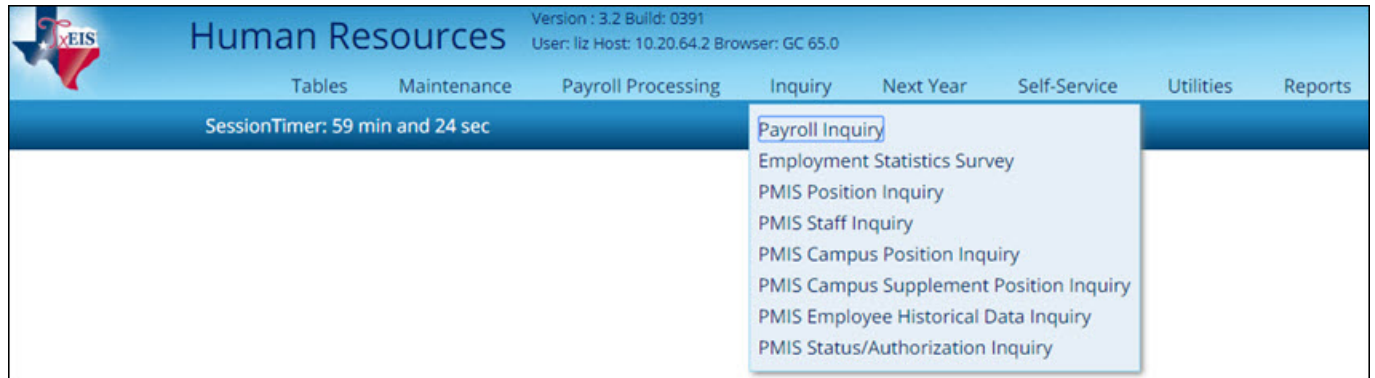 TxEIS
Human Resources
Version : 3.2 Build: 0391
User: liz Host: 10.20.64.2 Browser: GC 65.0
Tables Maintenance Payroll Processing Inquiry Next Year Self-Service Utilities Reports
SessionTimer: 59 min and 24 sec
Payroll Inquiry
Employment Statistics Survey
PMIS Position Inquiry
PMIS Staff Inquiry
PMIS Campus Position Inquiry
PMIS Campus Supplement Position Inquiry
PMIS Employee Historical Data Inquiry
PMIS Status/Authorization Inquiry